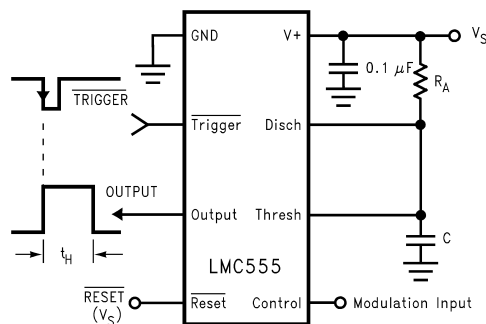 GND
V+
V_S
0.1 μF
R_A
TRIGGER
Trigger
Disch
OUTPUT
Output
Thresh
t_H
C
LMC555
RESET
(V_S)
Reset
Control
Modulation Input